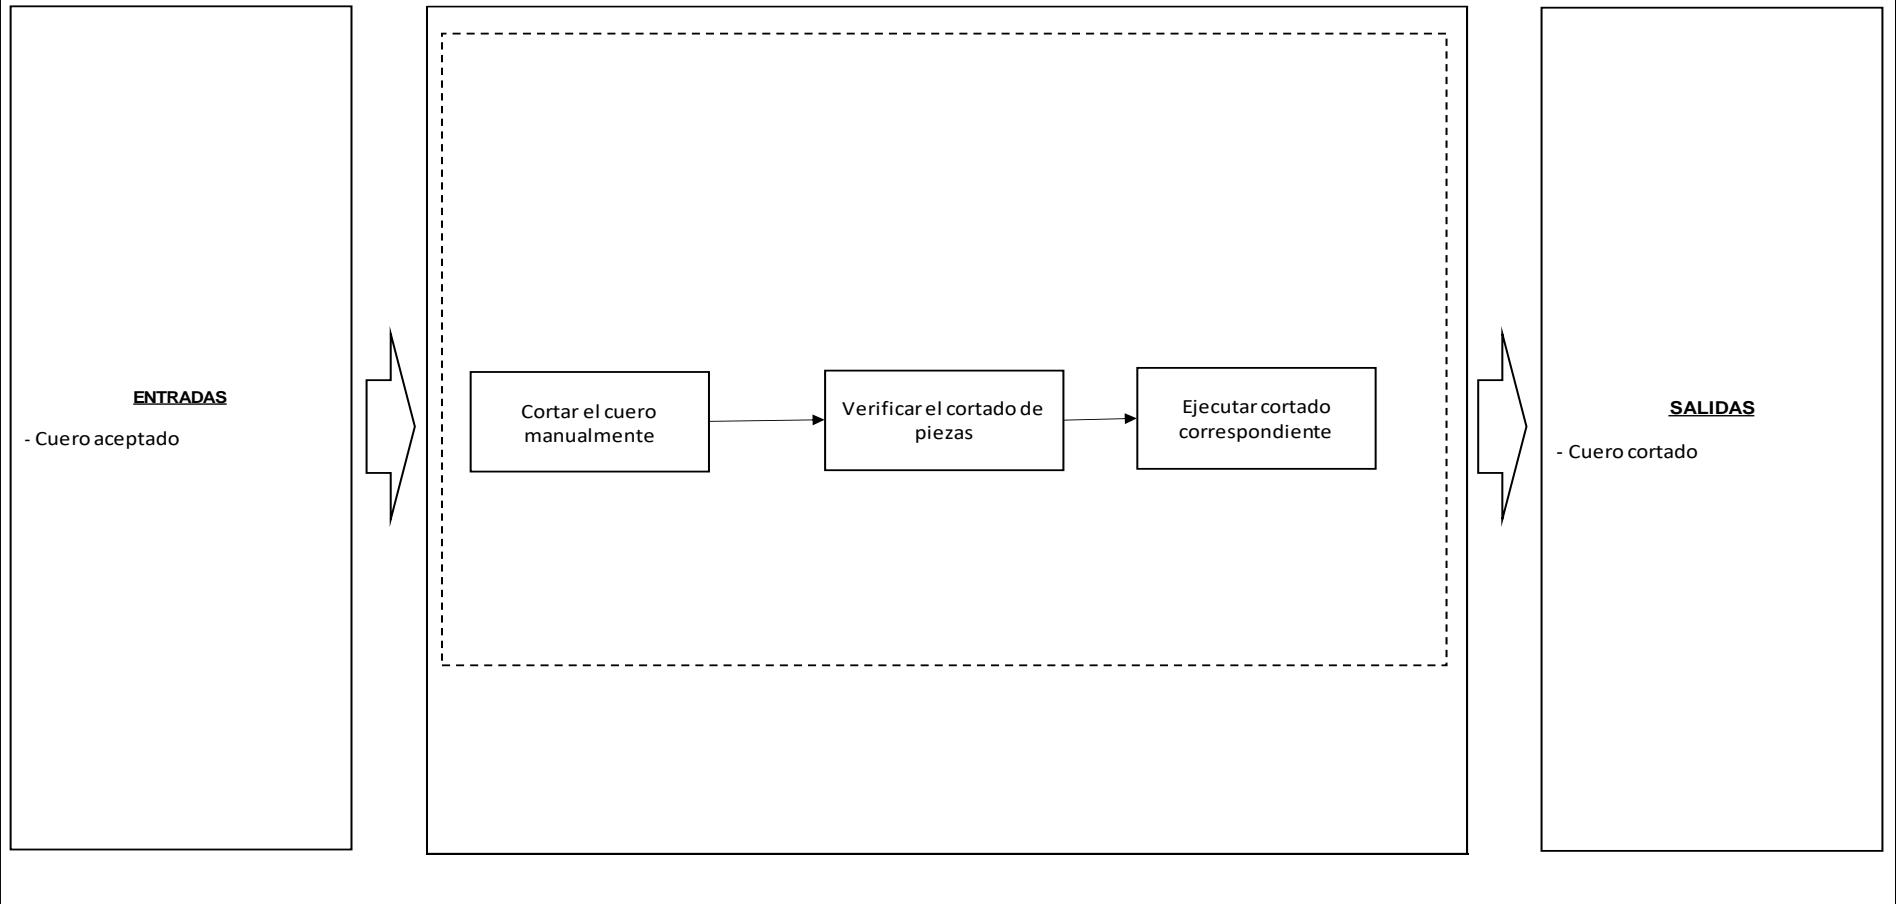 ENTRADAS
- Cuero aceptado
Cortar el cuero
manualmente
Verificar el cortado de
piezas
Ejecutar cortado
correspondiente
SALIDAS
- Cuero cortado